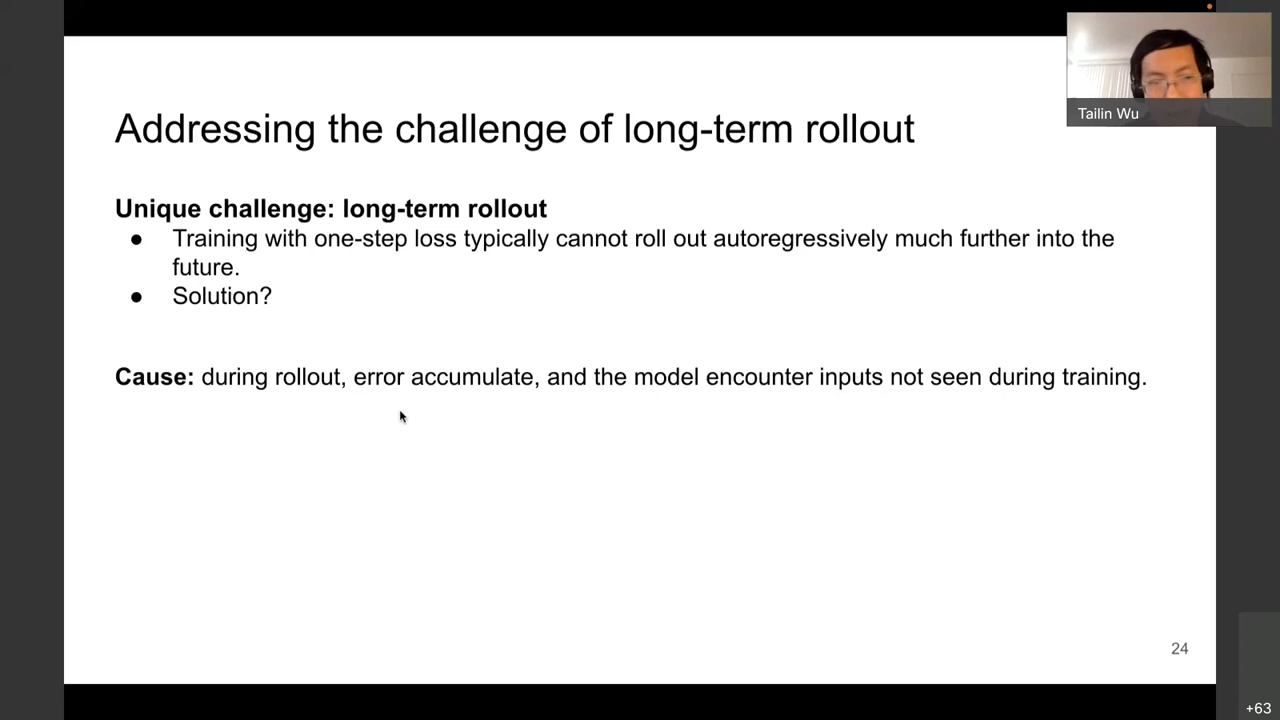 Tailin Wu
Addressing the challenge of long-term rollout
Unique challenge: long-term rollout
● Training with one-step loss typically cannot roll out autoregressively much further into the
future.
● Solution?
Cause: during rollout, error accumulate, and the model encounter inputs not seen during training.
24
+63